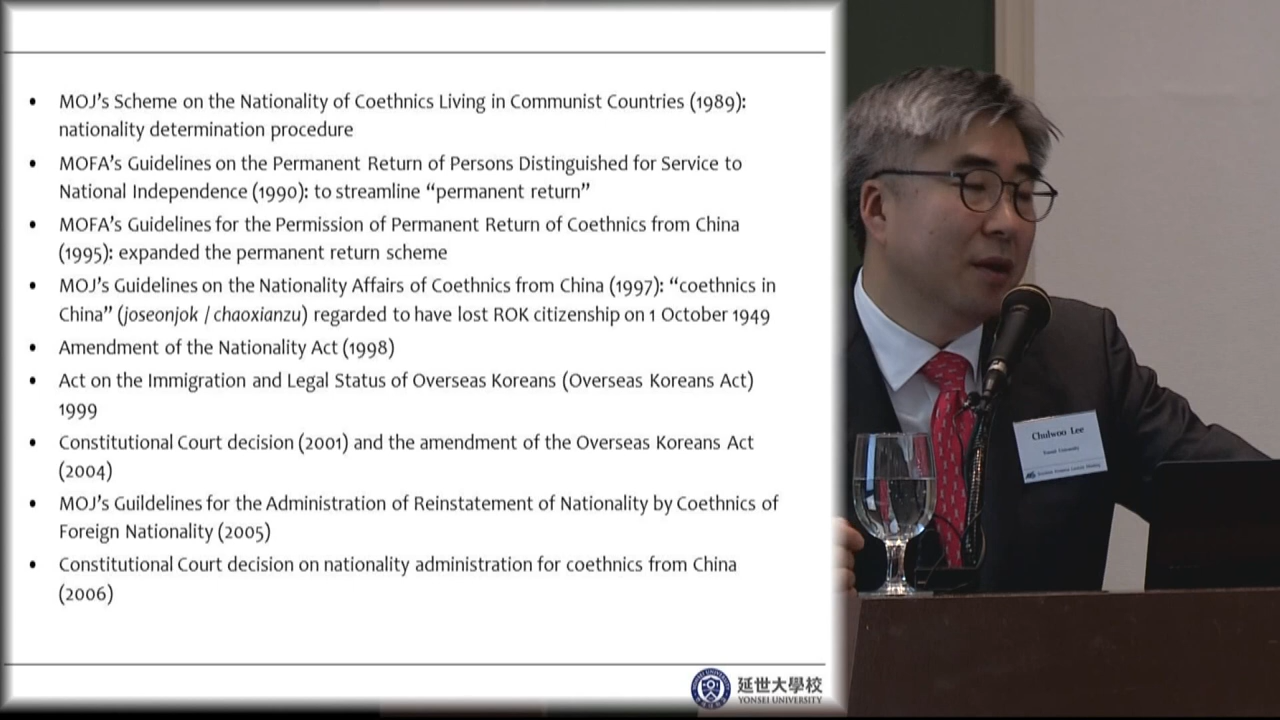 • MOJ's Scheme on the Nationality of Coethnics Living in Communist Countries (1989):
nationality determination procedure
• MOFA's Guidelines on the Permanent Return of Persons Distinguished for Service to
National Independence (1990): to streamline “permanent return”
• MOFA's Guidelines for the Permission of Permanent Return of Coethnics from China
(1995): expanded the permanent return scheme
• MOJ's Guidelines on the Nationality Affairs of Coethnics from China (1997): “coethnics in
China” (joseonjok / chaoxianzu) regarded to have lost ROK citizenship on 1 October 1949
• Amendment of the Nationality Act (1998)
• Act on the Immigration and Legal Status of Overseas Koreans (Overseas Koreans Act)
1999
• Constitutional Court decision (2001) and the amendment of the Overseas Koreans Act
(2004)
• MOJ's Guildelines for the Administration of Reinstatement of Nationality by Coethnics of
Foreign Nationality (2005)
• Constitutional Court decision on nationality administration for coethnics from China
(2006)
延世大學校
YONSEI UNIVERSITY
Chulwoo Lee
Yonsei University